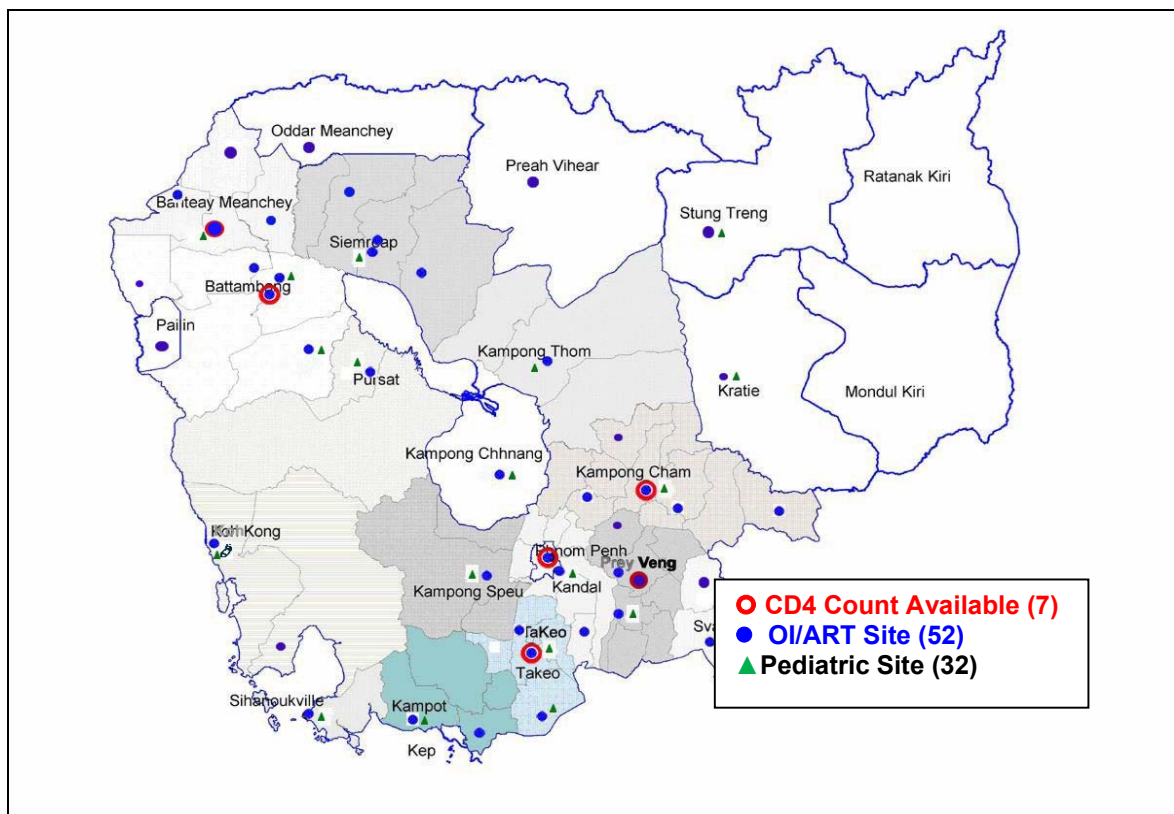 Oddar Meanchey
Preah Vihear
Ratanak Kiri
Banteay Meanchey
Stung Treng
Siemreap
Battambang
Pailin
Kampong Thom
Pursat
Kratie
Mondul Kiri
Kampong Chhnang
Kampong Cham
Koh Kong
Phnom Penh
Prey Veng
Kampong Speu
Kandal
TaKeo
Takeo
Sva
Sihanoukville
Kampot
Kep
CD4 Count Available (7)
OI/ART Site (52)
Pediatric Site (32)